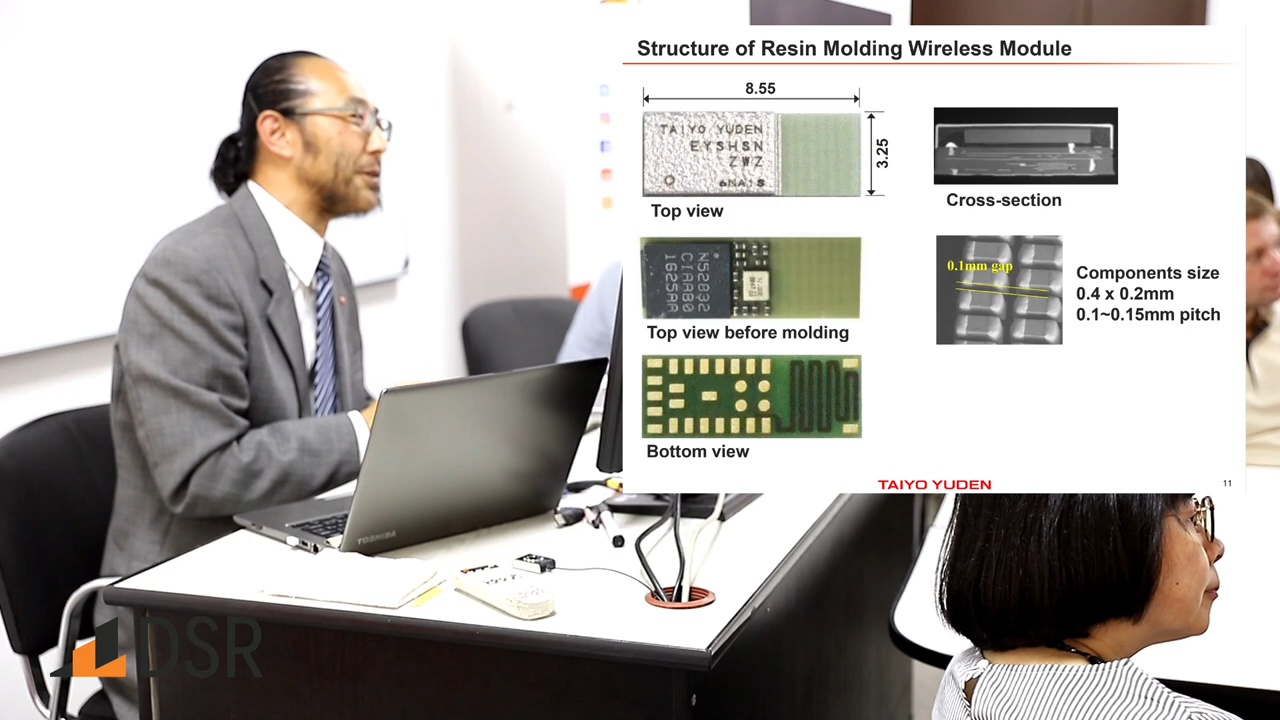 Structure of Resin Molding Wireless Module
8.55
TAIYO YUDEN
EYSHSN
ZWZ
6NA1S
3.25
Top view
Cross-section
N52832
CIAAB0
1625AA
Top view before molding
0.1mm gap
Components size
0.4 x 0.2mm
0.1~0.15mm pitch
Bottom view
TAIYO YUDEN
11
TOSHIBA
DSR